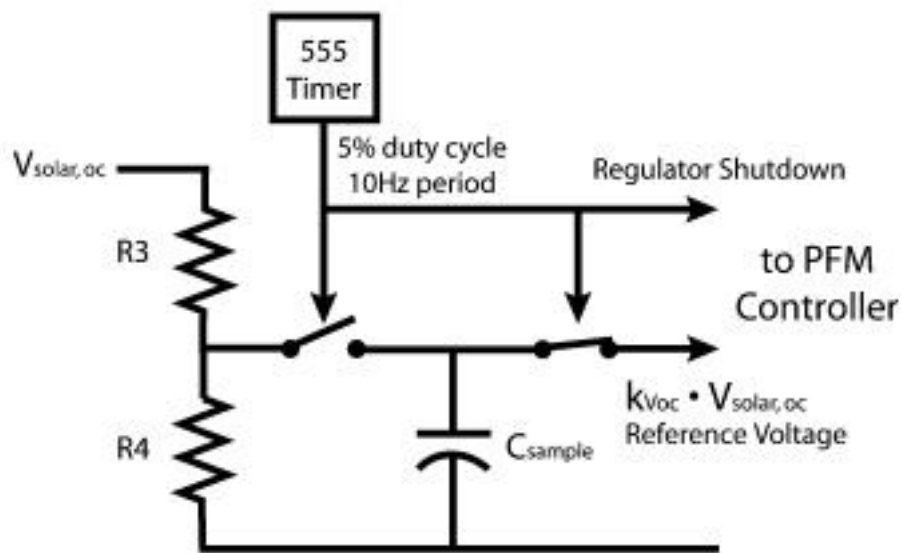 555
Timer
5% duty cycle
10Hz period
Vsolar, oc
Regulator Shutdown
R3
to PFM
Controller
kVoc • Vsolar, oc
Reference Voltage
R4
Csample